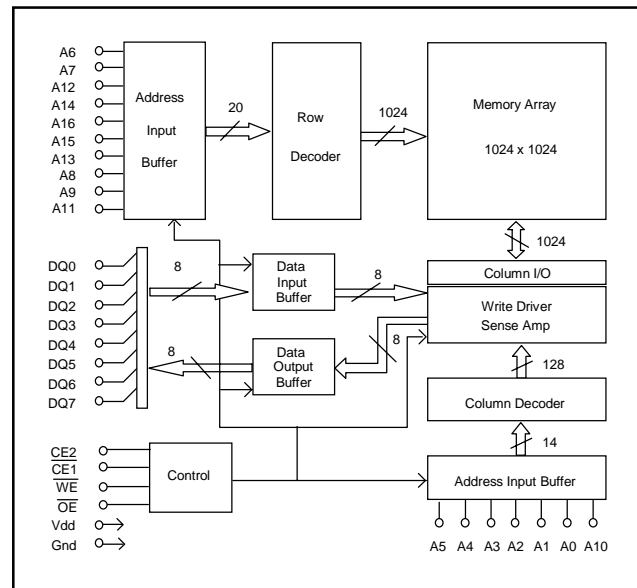 A6
A7
A12
A14
A16
A15
A13
A8
A9
A11
Address
Input
Buffer
20
Row
Decoder
1024
Memory Array
1024 x 1024
1024
Column I/O
Write Driver
Sense Amp
128
Column Decoder
14
Address Input Buffer
A5 A4 A3 A2 A1 A0 A10
DQ0
DQ1
DQ2
DQ3
DQ4
DQ5
DQ6
DQ7
8
Data
Input
Buffer
8
8
Data
Output
Buffer
8
CE2
CE1
WE
OE
Vdd
Gnd
Control